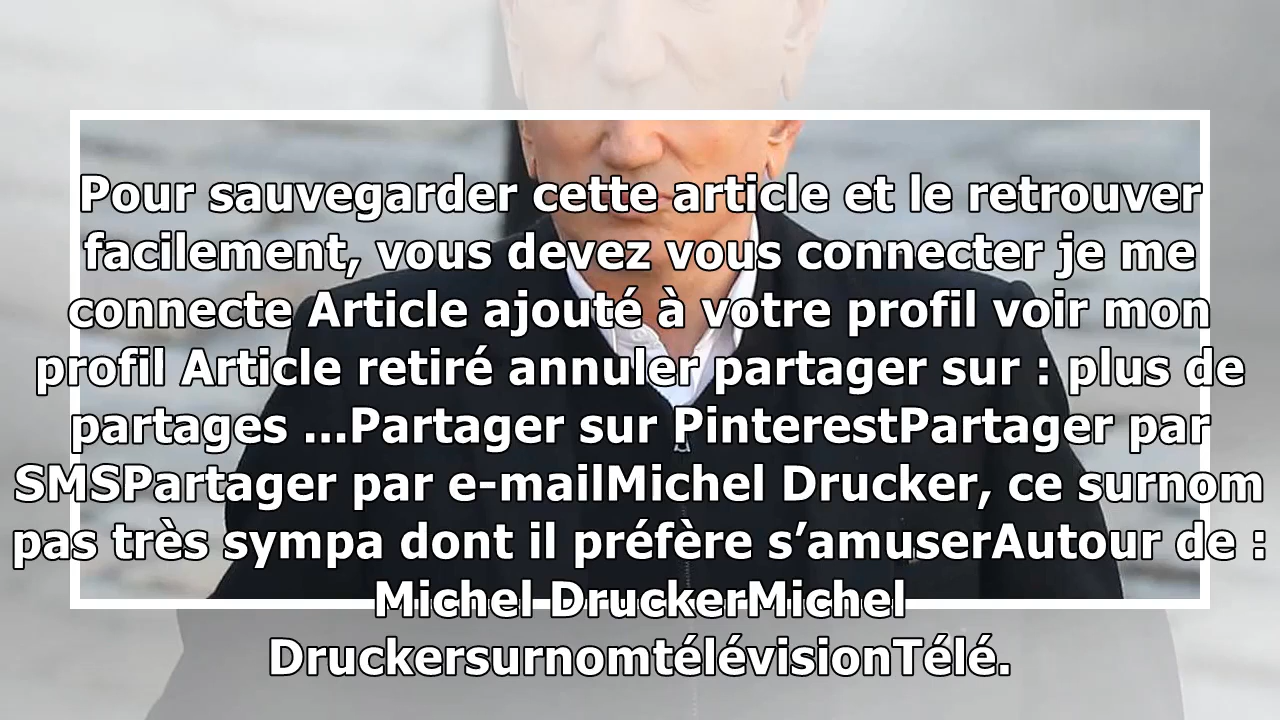 Pour sauvegarder cette article et le retrouver
facilement, vous devez vous connecter je me
connecte Article ajouté à votre profil voir mon
profil Article retiré annuler partager sur : plus de
partages ...Partager sur PinterestPartager par
SMSPartager par e-mailMichel Drucker, ce surnom
pas très sympa dont il préfère s’amuserAutour de :
Michel DruckerMichel
DruckersurnomtélévisionTélé.